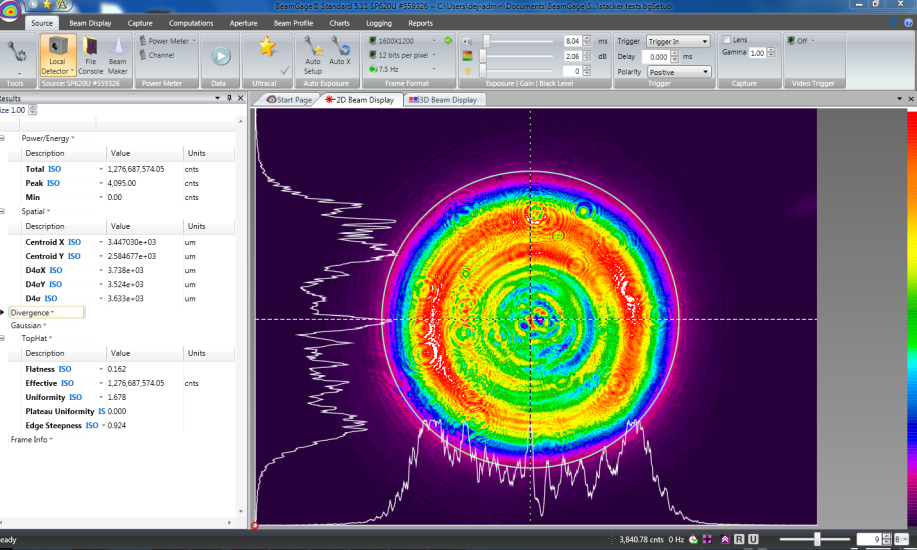 BeamGage® Standard 5.11 SP620U #559326 ~ C:\Users\dej-admin\Documents\BeamGage\S..\stacker tests.bgSetup
Source Beam Display Capture Computations Aperture Beam Profile Charts Logging Reports
Local Detector File Console Beam Maker
Power Meter
Channel
Auto Setup Auto X
1600X1200
12 bits per pixel
7.5 Hz
8.04 ms
2.06 dB
0
Trigger Trigger In
Delay 0.000 ms
Polarity Positive
Lens
Gamma 1.00
Off
Tools Source: SP620U #559326 Power Meter Data Ultracal Auto Exposure Frame Format Exposure | Gain | Black Level Trigger Capture Video Trigger
Results
Size 1.00
Start Page 2D Beam Display 3D Beam Display
Power/Energy
Description Value Units
Total ISO 1,276,687,574.05 cnts
Peak ISO 4,095.00 cnts
Min 0.00 cnts
Spatial
Description Value Units
Centroid X ISO 3.447030e+03 um
Centroid Y ISO 2.584677e+03 um
D4σX ISO 3.738e+03 um
D4σY ISO 3.524e+03 um
D4σ ISO 3.633e+03 um
Divergence
Gaussian
TopHat
Description Value Units
Flatness ISO 0.162
Effective ISO 1,276,687,574.05 cnts
Uniformity ISO 1.678
Plateau Uniformity IS 0.000
Edge Steepness ISO 0.924
Frame Info
eady 3,840.78 cnts 0 Hz R U 9 8